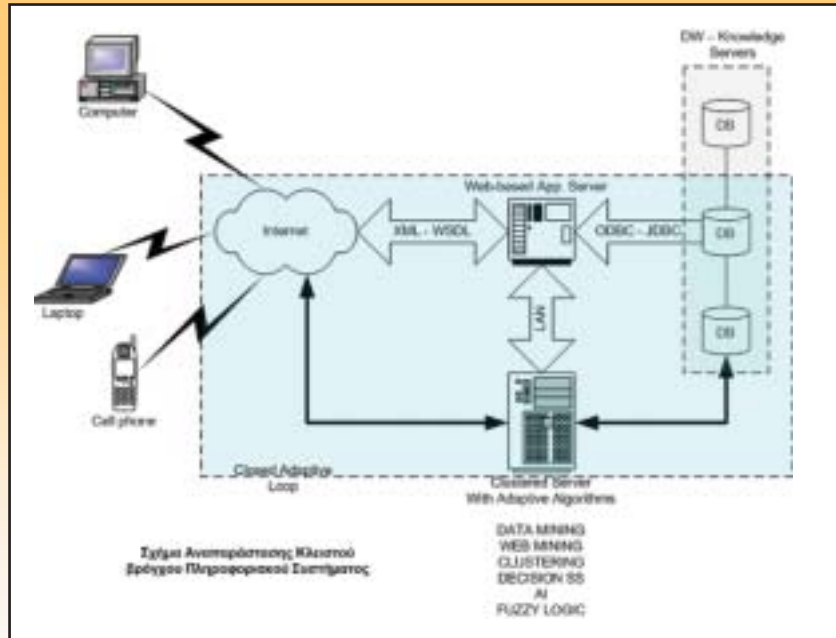 DW - Knowledge
Servers
Computer
DB
Web-based App. Server
Internet
XML - WSDL
ODBC - JDBC
DB
Laptop
LAN
DB
Cell phone
Closed Adaptive
Loop
Clustered Server
With Adaptive Algorithms
Σχήμα Αναπαράστασης Κλειστού
βρόγχου Πληροφοριακού Συστήματος
DATA MINING
WEB MINING
CLUSTERING
DECISION SS
AI
FUZZY LOGIC